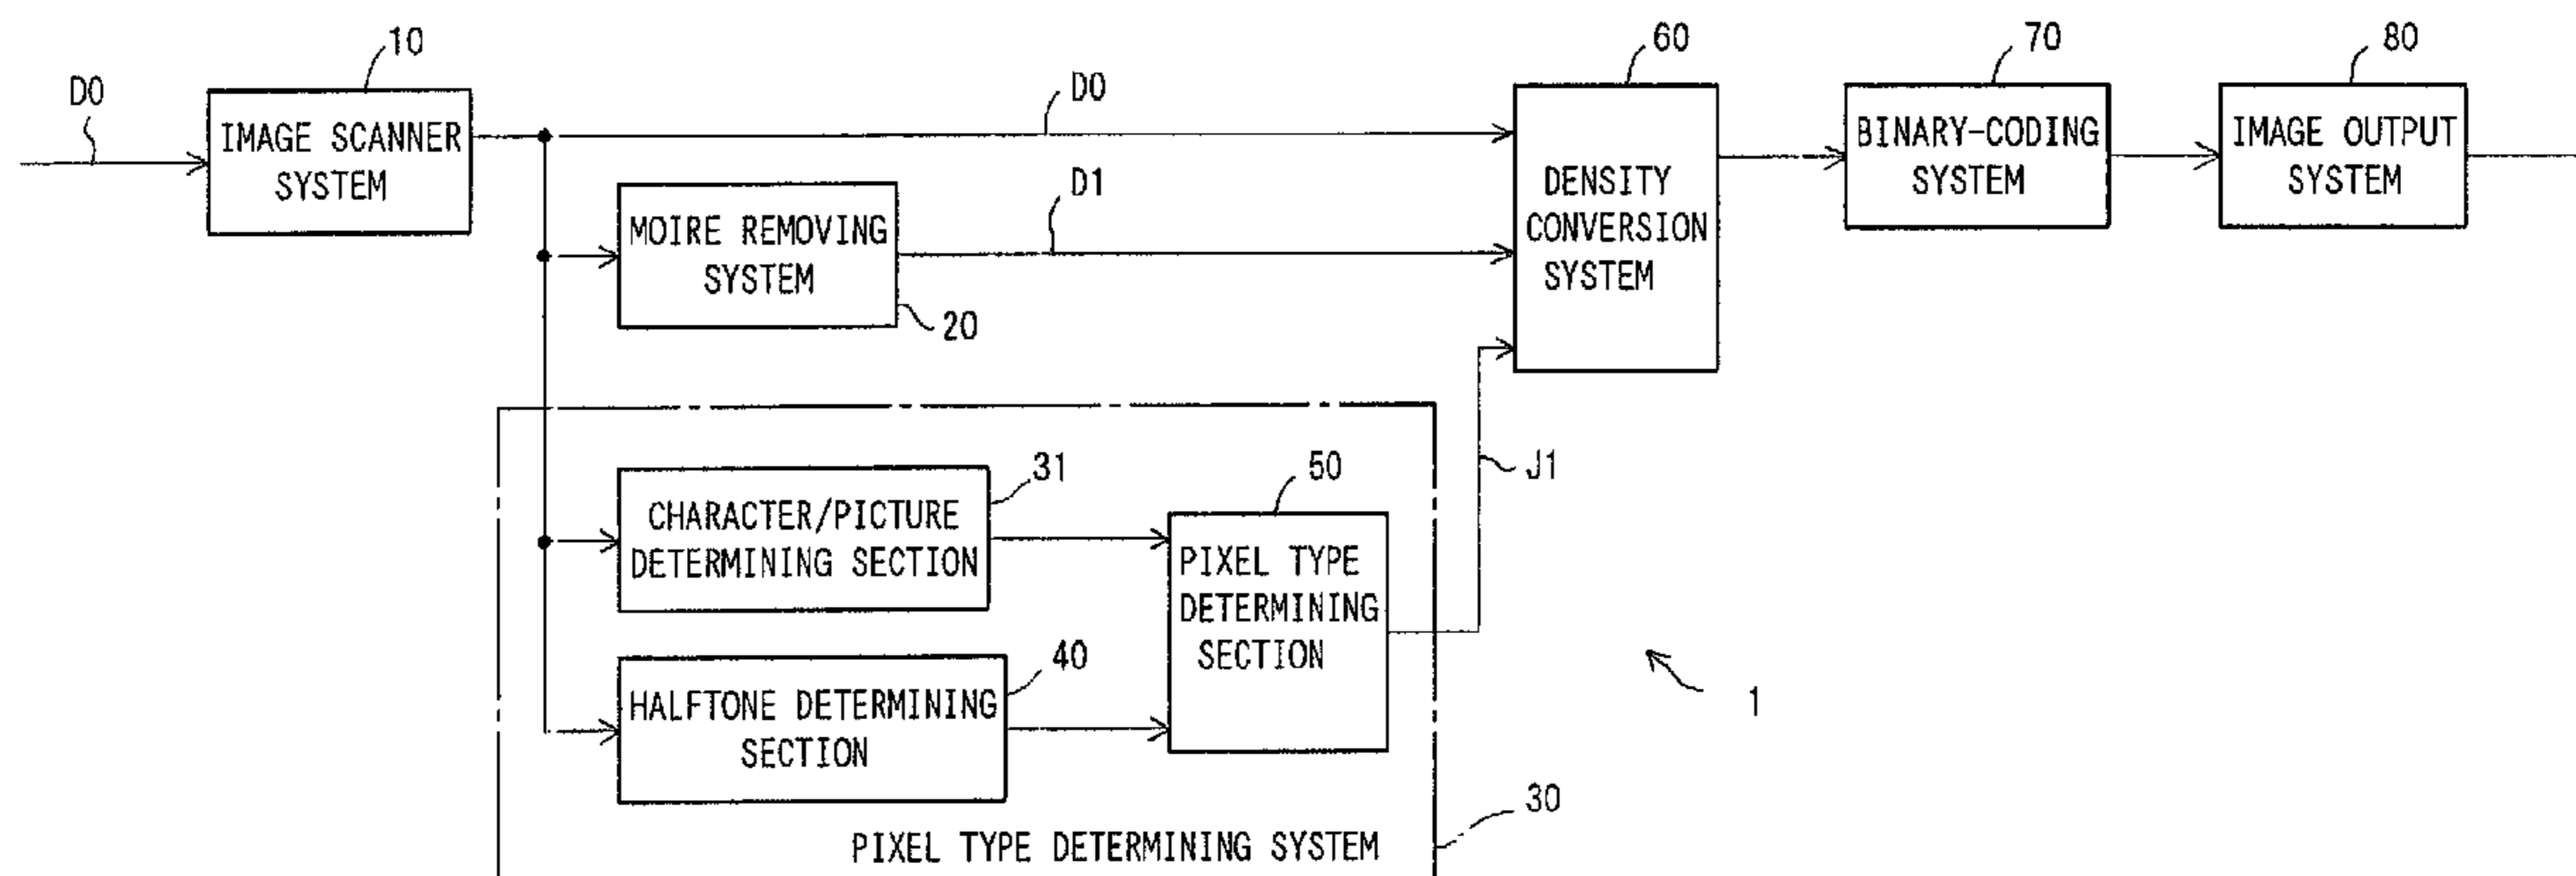 10
D0
IMAGE SCANNER
SYSTEM
D0
D1
MOIRE REMOVING
SYSTEM
20
60
DENSITY
CONVERSION
SYSTEM
70
BINARY-CODING
SYSTEM
80
IMAGE OUTPUT
SYSTEM
31
CHARACTER/PICTURE
DETERMINING SECTION
40
HALFTONE DETERMINING
SECTION
50
PIXEL TYPE
DETERMINING
SECTION
J1
1
30
PIXEL TYPE DETERMINING SYSTEM